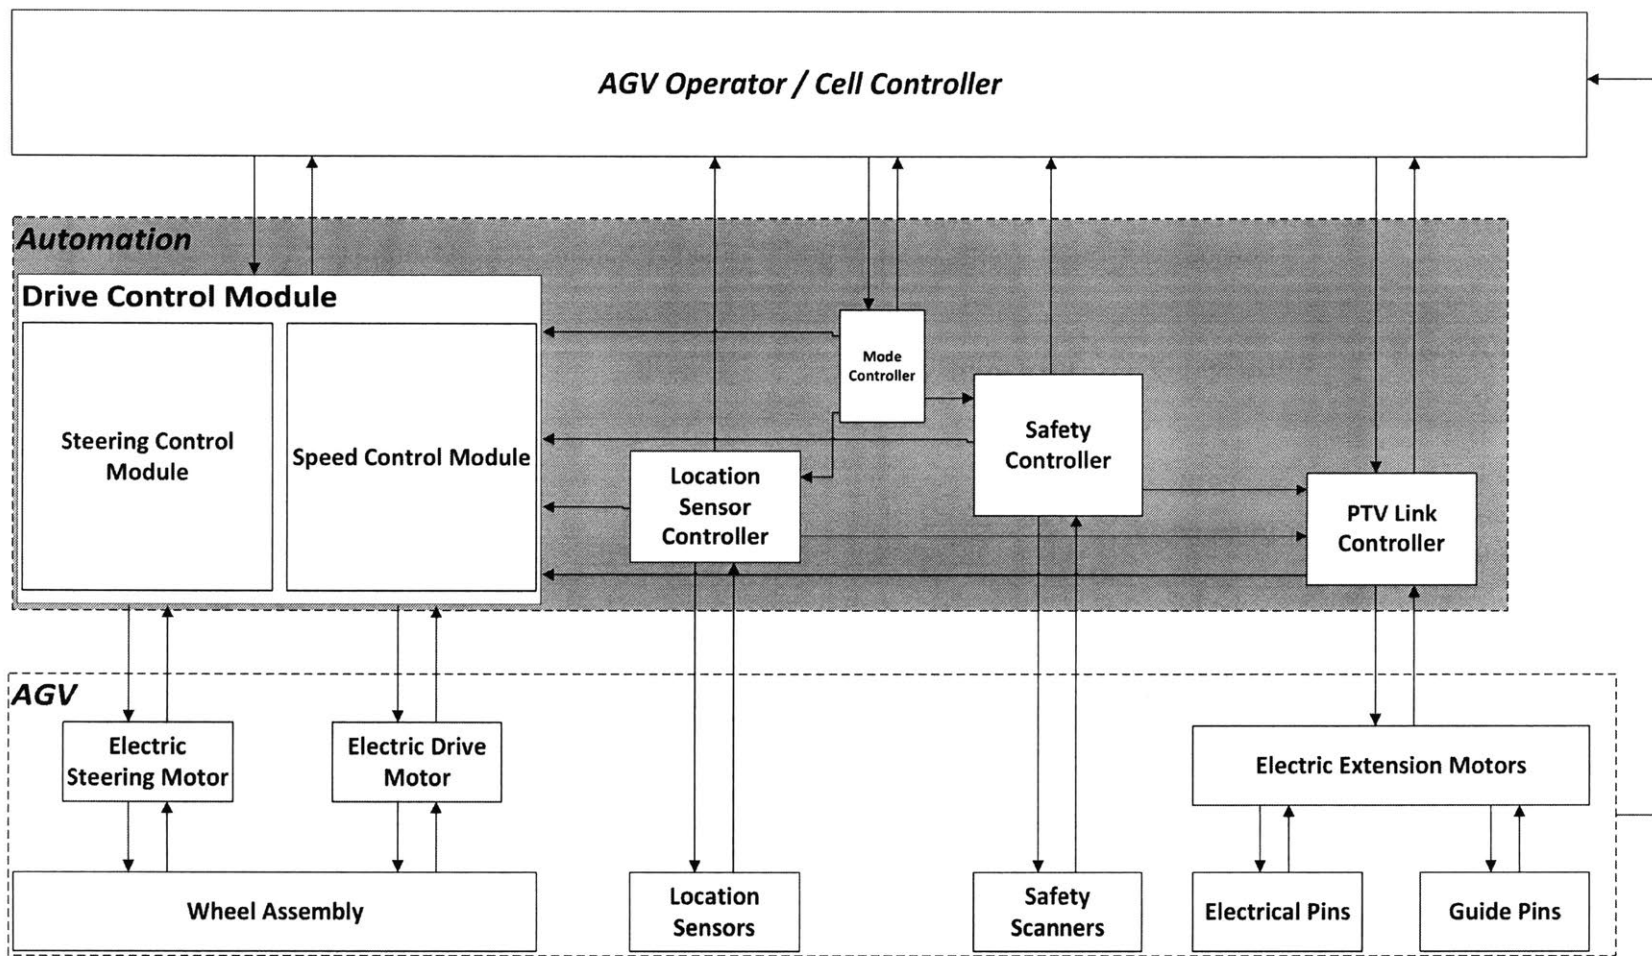 AGV Operator / Cell Controller
Automation
Drive Control Module
Steering Control
Module
Speed Control Module
Mode
Controller
Location
Sensor
Controller
Safety
Controller
PTV Link
Controller
AGV
Electric
Steering Motor
Electric Drive
Motor
Electric Extension Motors
Wheel Assembly
Location
Sensors
Safety
Scanners
Electrical Pins
Guide Pins